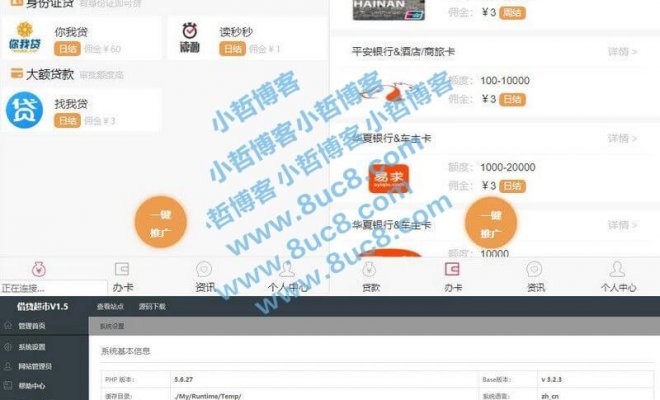 身份证贷 有身份证即可贷
你我贷
日结 佣金¥60
读秒秒
日结 佣金¥1
大额贷款 审批额度高
找我贷
日结 佣金¥3
一键
推广
办卡
资讯
个人中心
正在连接...
HAINAN
佣金: ¥3 周结
平安银行&酒店/商旅卡
详情 >
额度: 100-10000
佣金: ¥3 日结
华夏银行&车主卡
详情 >
易求
额度: 1000-20000
佣金: ¥3 日结
华夏银行&车主卡
详情 >
10000
一键
推广
贷款
办卡
资讯
个人中心
小哲博客
小哲博客小哲博客
小哲博客 小哲博客
www.8uc8.com
www.8uc8.com
www.8uc8.com
借贷超市V1.5
查看站点
源码下载
管理首页
系统设置
系统设置
网站管理员
帮助中心
系统基本信息
PHP 版本:
5.6.27
Base版本:
v 3.2.3
缓存目录:
./My/Runtime/Temp/
系统语言:
zh_cn